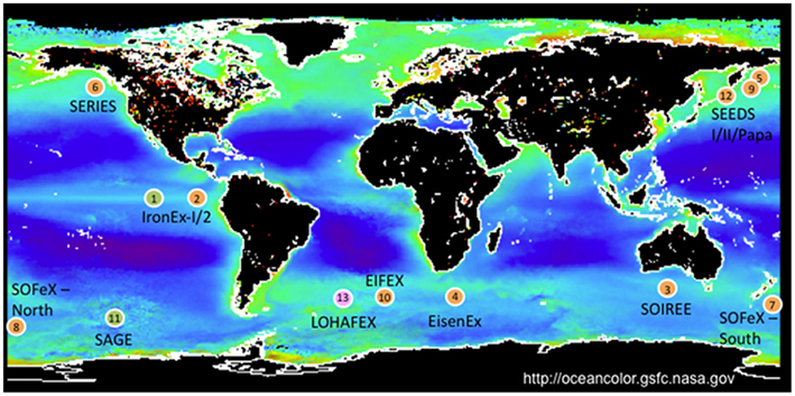 6
SERIES
5
9
12
SEEDS
I/II/Papa
1
2
IronEx-I/2
SOFeX –
North
8
11
SAGE
EIFEX
13
10
LOHAFEX
4
EisenEx
3
SOIREE
7
SOFeX –
South
http://oceancolor.gsfc.nasa.gov